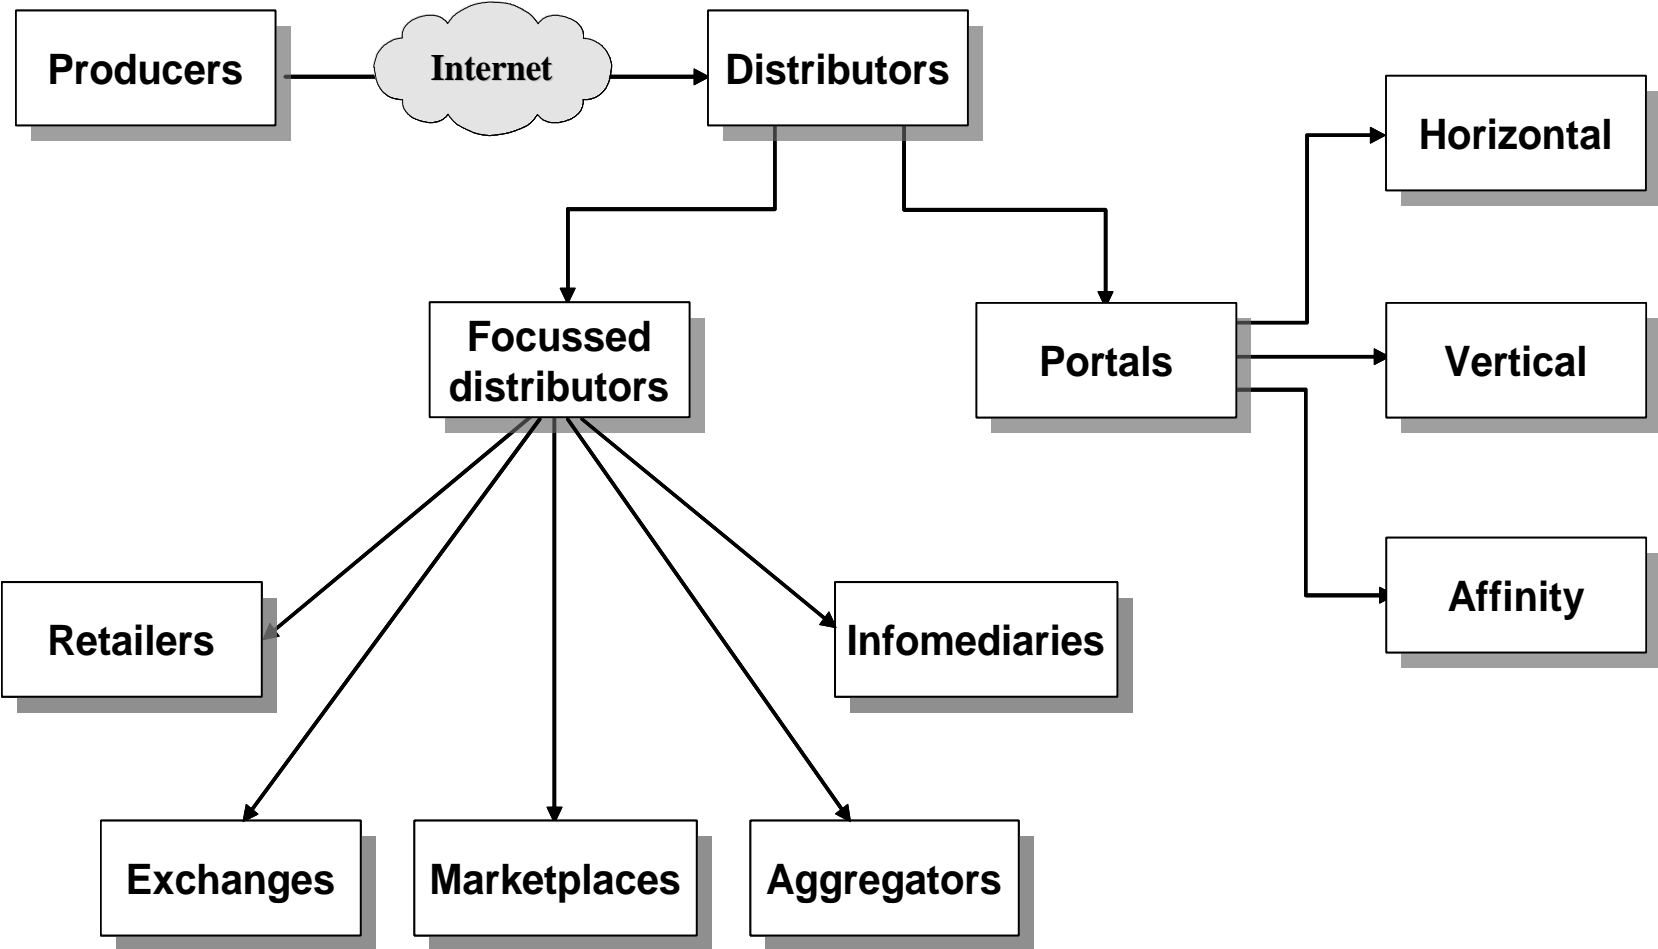 Producers
Internet
Distributors
Horizontal
Focussed
distributors
Portals
Vertical
Affinity
Retailers
Infomediaries
Exchanges
Marketplaces
Aggregators